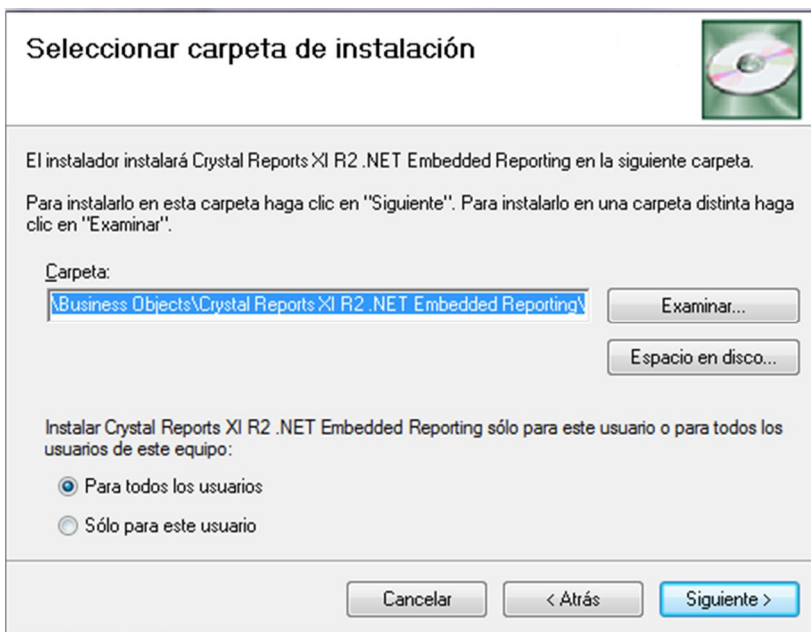 Seleccionar carpeta de instalación
El instalador instalará Crystal Reports XI R2 .NET Embedded Reporting en la siguiente carpeta.
Para instalarlo en esta carpeta haga clic en "Siguiente". Para instalarlo en una carpeta distinta haga
clic en "Examinar".
Carpeta:
\Business Objects\Crystal Reports XI R2 .NET Embedded Reporting\
Examinar...
Espacio en disco...
Instalar Crystal Reports XI R2 .NET Embedded Reporting sólo para este usuario o para todos los
usuarios de este equipo:
Para todos los usuarios
Sólo para este usuario
Cancelar
< Atrás
Siguiente >